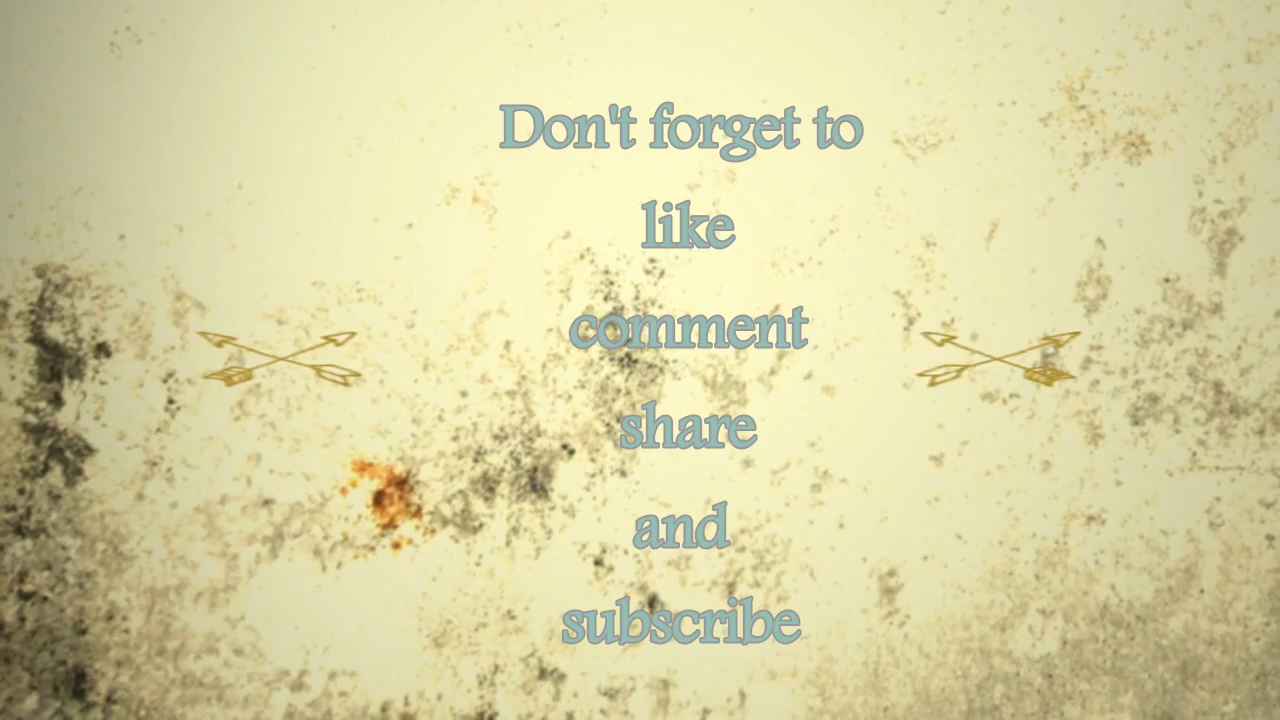 Don't forget to
like
comment
share
and
subscribe